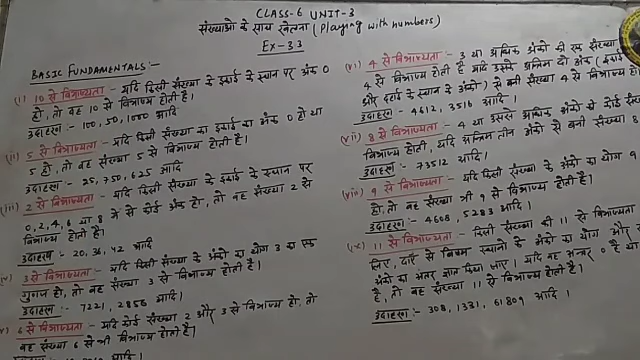 CLASS-6 UNIT-3
संख्याओं के साथ खेलना (Playing with numbers)
Ex-3.3
BASIC FUNDAMENTALS:-
(i) 10 से विभाज्यता - यदि किसी संख्या के इकाई के स्थान पर अंक 0
हो, तो वह 10 से विभाज्य होती है।
उदाहरण :- 100, 50, 1000 आदि
(ii) 5 से विभाज्यता - यदि किसी संख्या का इकाई का अंक 0 हो या
5 हो, तो वह संख्या 5 से विभाज्य होती है।
उदाहरण :- 25, 750, 625 आदि
(iii) 2 से विभाज्यता - यदि किसी संख्या के इकाई के स्थान पर
0, 2, 4, 6 या 8 में से कोई अंक हो, तो वह संख्या 2 से
विभाज्य होती है।
उदाहरण :- 20, 36, 42 आदि
3 से विभाज्यता - यदि किसी संख्या के अंकों का योग 3 का एक
गुणज हो, तो वह संख्या 3 से विभाज्य होती है।
उदाहरण :- 7221, 2856 आदि।
6 से विभाज्यता - यदि कोई संख्या 2 और 3 से विभाज्य हो, तो
वह संख्या 6 से भी विभाज्य होती है।
आदि।
(vi) 4 से विभाज्यता - 3 या अधिक अंकों की एक संख्या
4 से विभाज्य होती है यदि उसके अन्तिम दो अंक (इकाई
और दहाई के स्थान के अंकों) से बनी संख्या 4 से विभाज्य हो
उदाहरण :- 4612, 3516 आदि।
(vii) 8 से विभाज्यता - 4 या इससे अधिक अंकों की कोई संख्या
विभाज्य होती, यदि अन्तिम तीन अंकों से बनी संख्या 8
उदाहरण :- 73512 आदि।
(viii) 9 से विभाज्यता - यदि किसी संख्या के अंकों का योग 9
हो, तो वह संख्या भी 9 से विभाज्य होती है।
उदाहरण :- 4608, 5283 आदि।
(ix) 11 से विभाज्यता - किसी संख्या की 11 से विभाज्यता
लिए, दाएँ से विषम स्थानों के अंकों का योग और
अंकों का अंतर ज्ञात किया जाए। यदि यह अन्तर 0 है या
है, तो वह संख्या 11 से विभाज्य होती है।
उदाहरण :- 308, 1331, 61809 आदि।